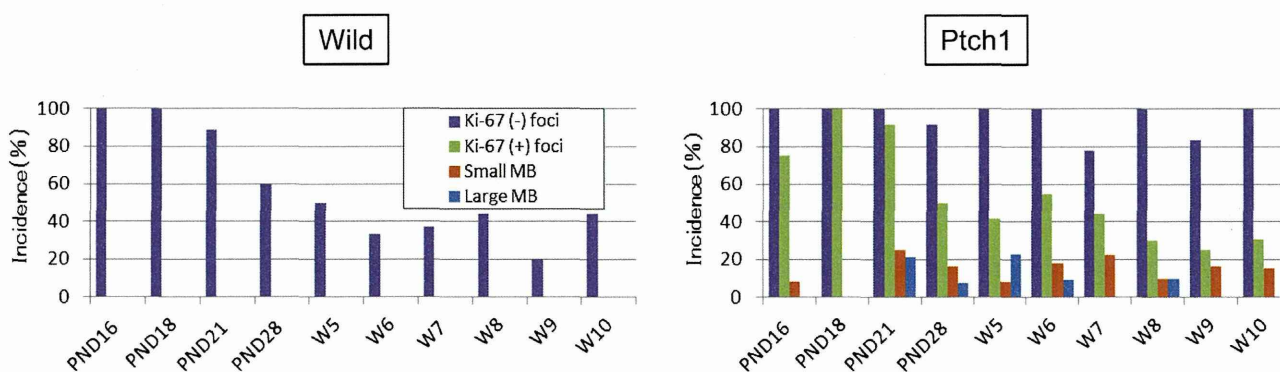 Wild
Incidence(%)
100
80
60
40
20
0
Ki-67 (-) foci
Ki-67 (+) foci
Small MB
Large MB
PND16
PND18
PND21
PND28
W5
W6
W7
W8
W9
W10
Ptch1
Incidence(%)
100
80
60
40
20
0
PND16
PND18
PND21
PND28
W5
W6
W7
W8
W9
W10